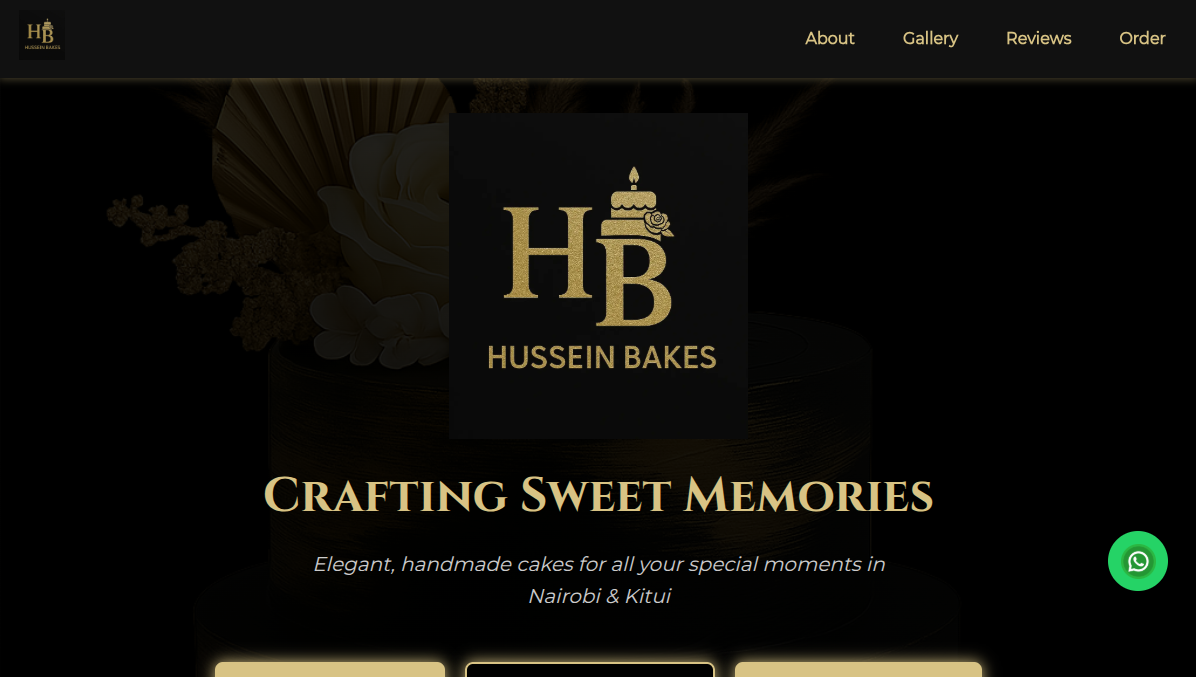 HB
HUSSEIN BAKES
About Gallery Reviews Order
HB
HUSSEIN BAKES
Crafting Sweet Memories
Elegant, handmade cakes for all your special moments in
Nairobi & Kitui